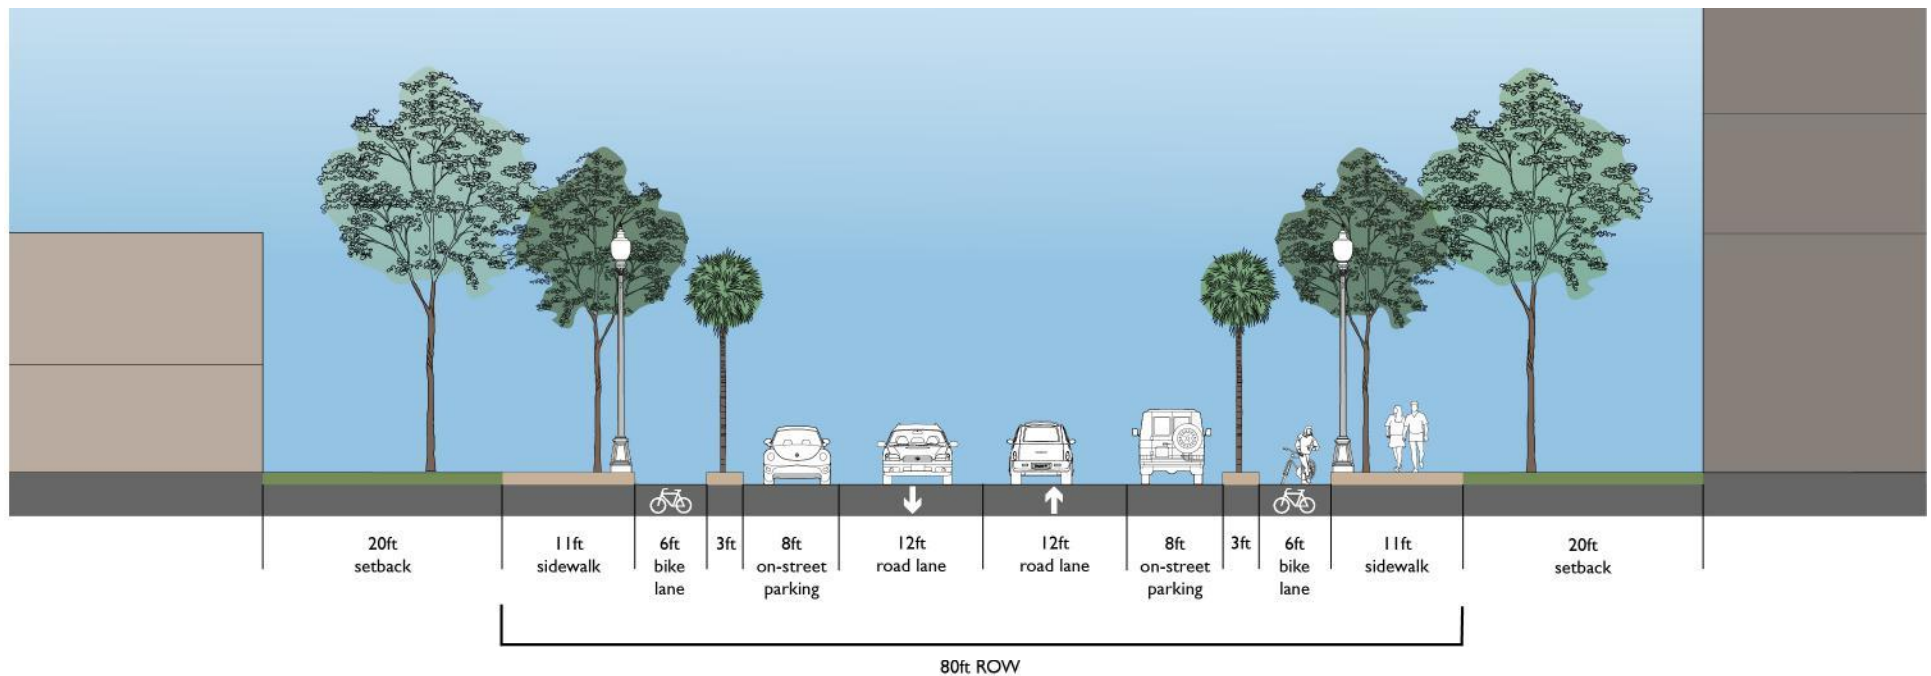 20ft
setback
11ft
sidewalk
6ft
bike
lane
3ft
8ft
on-street
parking
12ft
road lane
12ft
road lane
8ft
on-street
parking
3ft
6ft
bike
lane
11ft
sidewalk
20ft
setback
80ft ROW